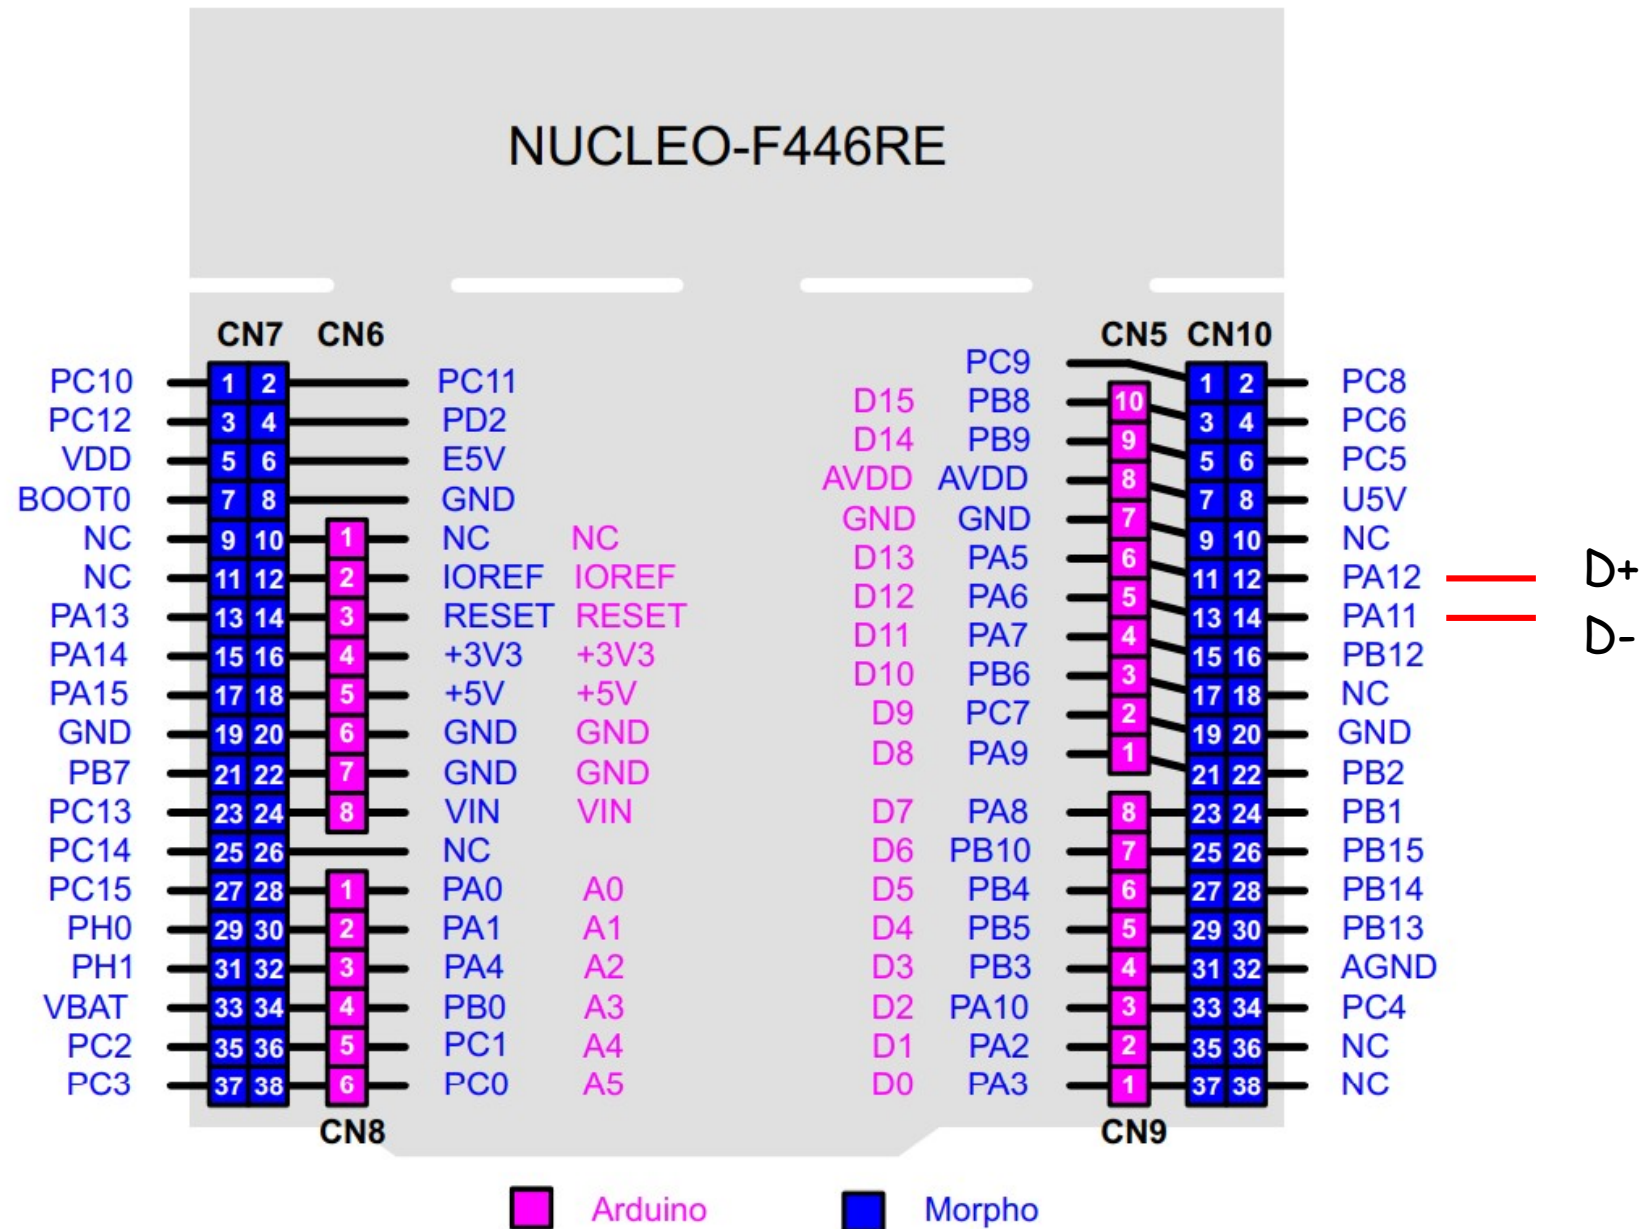 NUCLEO-F446RE
CN7 CN6 CN5 CN10
PC9
PC10 1 2 PC11 1 2 PC8
D15 PB8 10
PC12 3 4 PD2 3 4 PC6
D14 PB9 9
VDD 5 6 E5V 5 6 PC5
AVDD AVDD 8
BOOT0 7 8 GND 7 8 U5V
GND GND 7
NC 9 10 1 NC NC 9 10 NC
D13 PA5 6
NC 11 12 2 IOREF IOREF 11 12 PA12 D+
D12 PA6 5
PA13 13 14 3 RESET RESET 13 14 PA11 D-
D11 PA7 4
PA14 15 16 4 +3V3 +3V3 15 16 PB12
D10 PB6 3
PA15 17 18 5 +5V +5V 17 18 NC
D9 PC7 2
GND 19 20 6 GND GND 19 20 GND
D8 PA9 1
PB7 21 22 7 GND GND 21 22 PB2
PC13 23 24 8 VIN VIN D7 PA8 8 23 24 PB1
PC14 25 26 NC D6 PB10 7 25 26 PB15
PC15 27 28 1 PA0 A0 D5 PB4 6 27 28 PB14
PH0 29 30 2 PA1 A1 D4 PB5 5 29 30 PB13
PH1 31 32 3 PA4 A2 D3 PB3 4 31 32 AGND
VBAT 33 34 4 PB0 A3 D2 PA10 3 33 34 PC4
PC2 35 36 5 PC1 A4 D1 PA2 2 35 36 NC
PC3 37 38 6 PC0 A5 D0 PA3 1 37 38 NC
CN8 CN9
Arduino Morpho